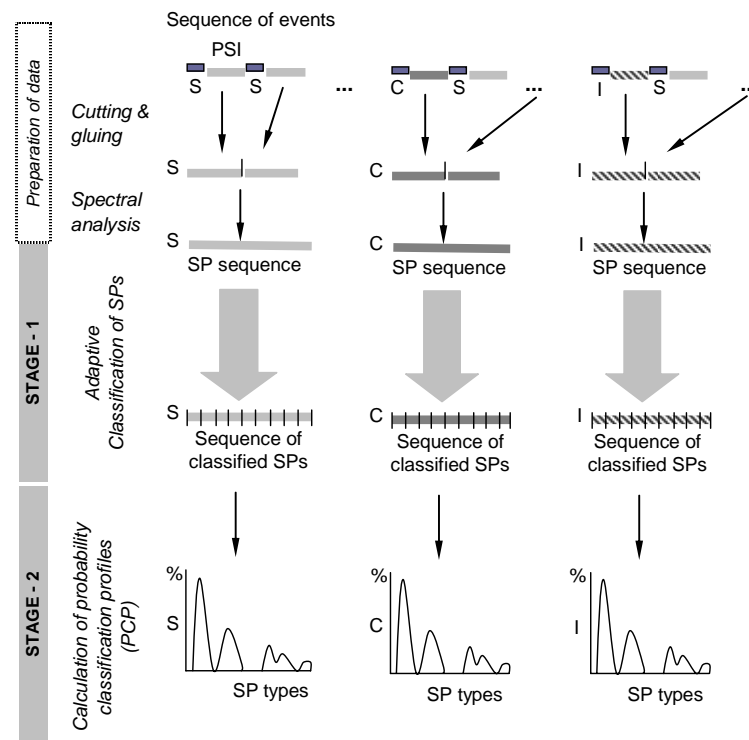 Sequence of events
PSI
S S ... C S ... I S ...
Preparation of data
Cutting &
gluing
S C I
Spectral
analysis
S C I
SP sequence SP sequence SP sequence
STAGE - 1
Adaptive
Classification of SPs
S C I
Sequence of
classified SPs
Sequence of
classified SPs
Sequence of
classified SPs
STAGE - 2
Calculation of probability
classification profiles
(PCP)
% % %
S C I
SP types SP types SP types